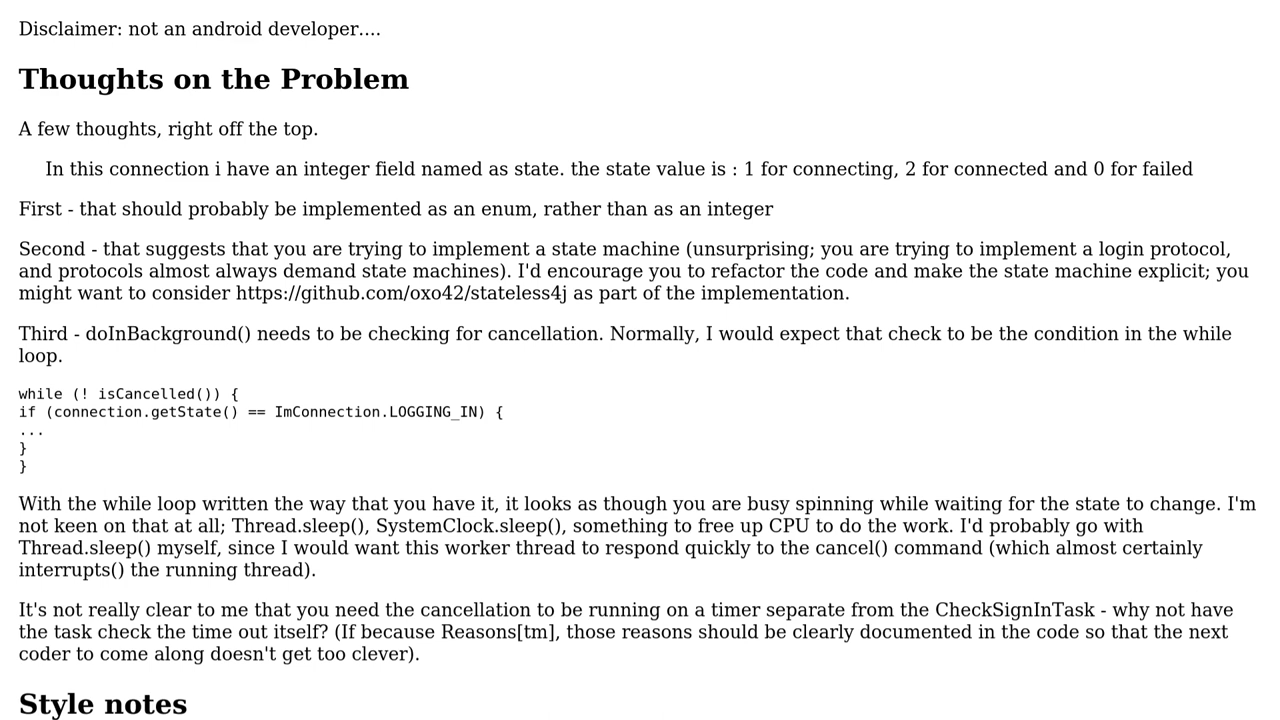 Disclaimer: not an android developer....
Thoughts on the Problem
A few thoughts, right off the top.
In this connection i have an integer field named as state. the state value is : 1 for connecting, 2 for connected and 0 for failed
First - that should probably be implemented as an enum, rather than as an integer
Second - that suggests that you are trying to implement a state machine (unsurprising; you are trying to implement a login protocol,
and protocols almost always demand state machines). I'd encourage you to refactor the code and make the state machine explicit; you
might want to consider https://github.com/oxo42/stateless4j as part of the implementation.
Third - doInBackground() needs to be checking for cancellation. Normally, I would expect that check to be the condition in the while
loop.
while (! isCancelled()) {
if (connection.getState() == ImConnection.LOGGING_IN) {
...
}
}
With the while loop written the way that you have it, it looks as though you are busy spinning while waiting for the state to change. I'm
not keen on that at all; Thread.sleep(), SystemClock.sleep(), something to free up CPU to do the work. I'd probably go with
Thread.sleep() myself, since I would want this worker thread to respond quickly to the cancel() command (which almost certainly
interrupts() the running thread).
It's not really clear to me that you need the cancellation to be running on a timer separate from the CheckSignInTask - why not have
the task check the time out itself? (If because Reasons[tm], those reasons should be clearly documented in the code so that the next
coder to come along doesn't get too clever).
Style notes